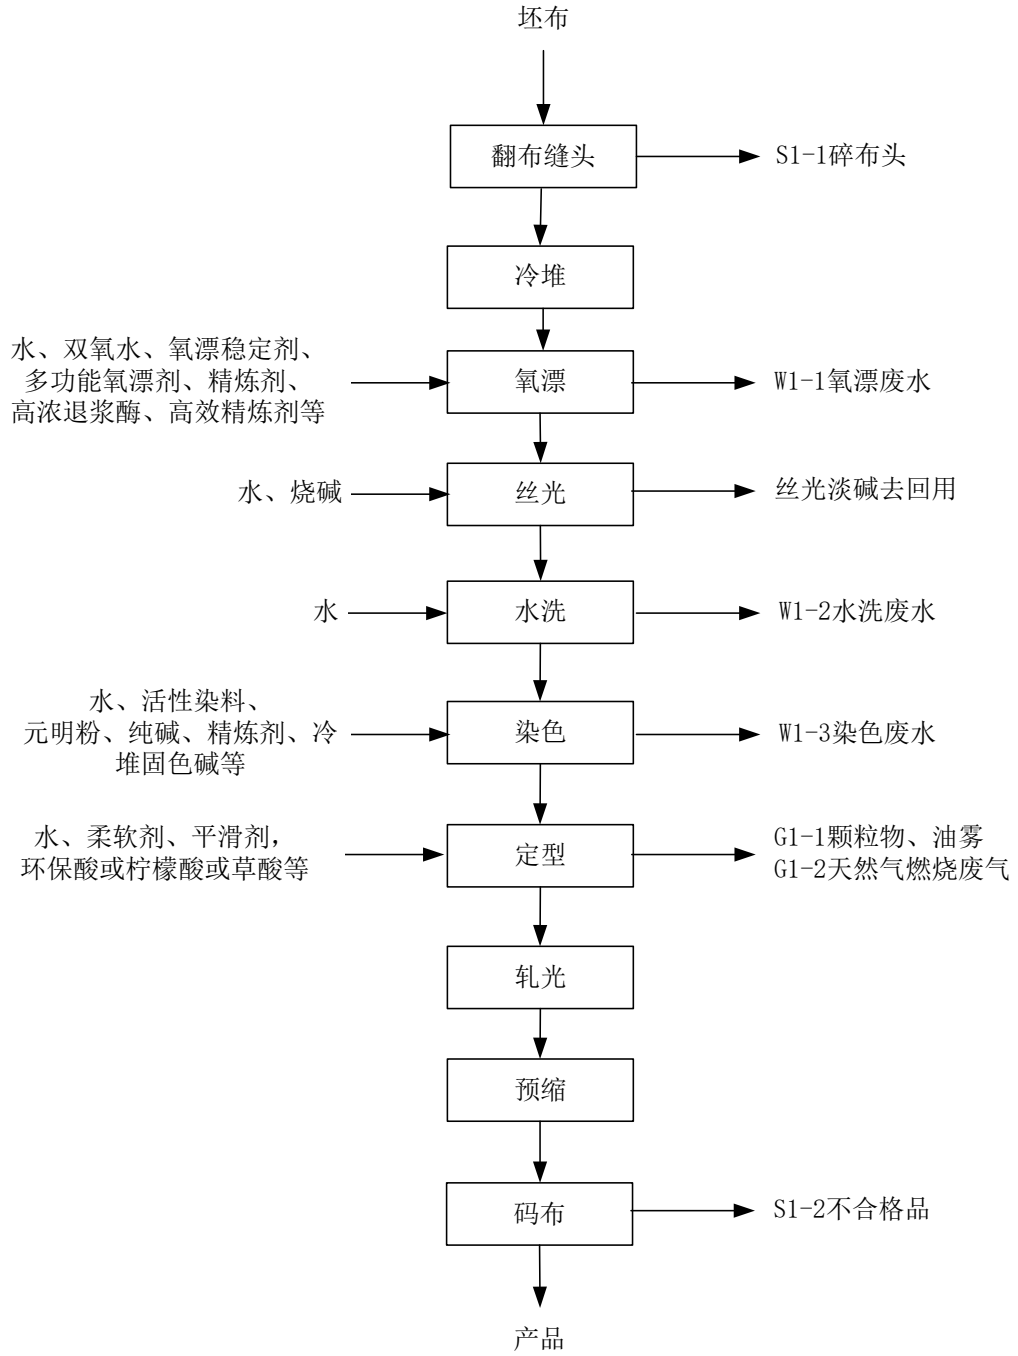 坯布
翻布缝头
S1-1碎布头
冷堆
水、双氧水、氧漂稳定剂、
多功能氧漂剂、精炼剂、
高浓退浆酶、高效精炼剂等
氧漂
W1-1氧漂废水
水、烧碱
丝光
丝光淡碱去回用
水
水洗
W1-2水洗废水
水、活性染料、
元明粉、纯碱、精炼剂、冷
堆固色碱等
染色
W1-3染色废水
水、柔软剂、平滑剂，
环保酸或柠檬酸或草酸等
定型
G1-1颗粒物、油雾
G1-2天然气燃烧废气
轧光
预缩
码布
S1-2不合格品
产品